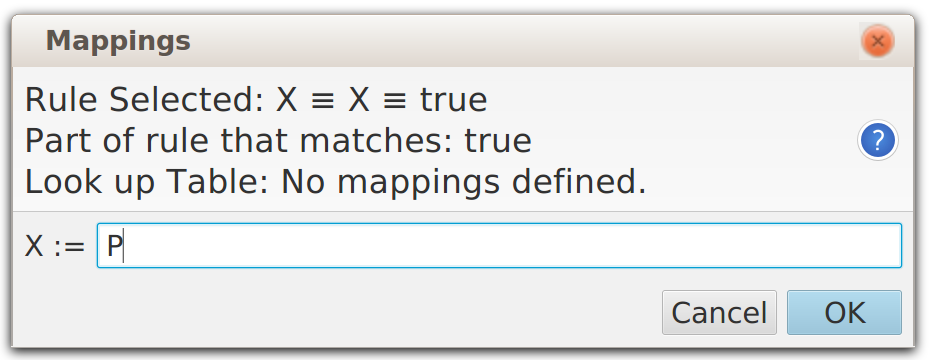 Mappings
Rule Selected: X ≡ X ≡ true
Part of rule that matches: true
?
Look up Table: No mappings defined.
X := P
Cancel OK